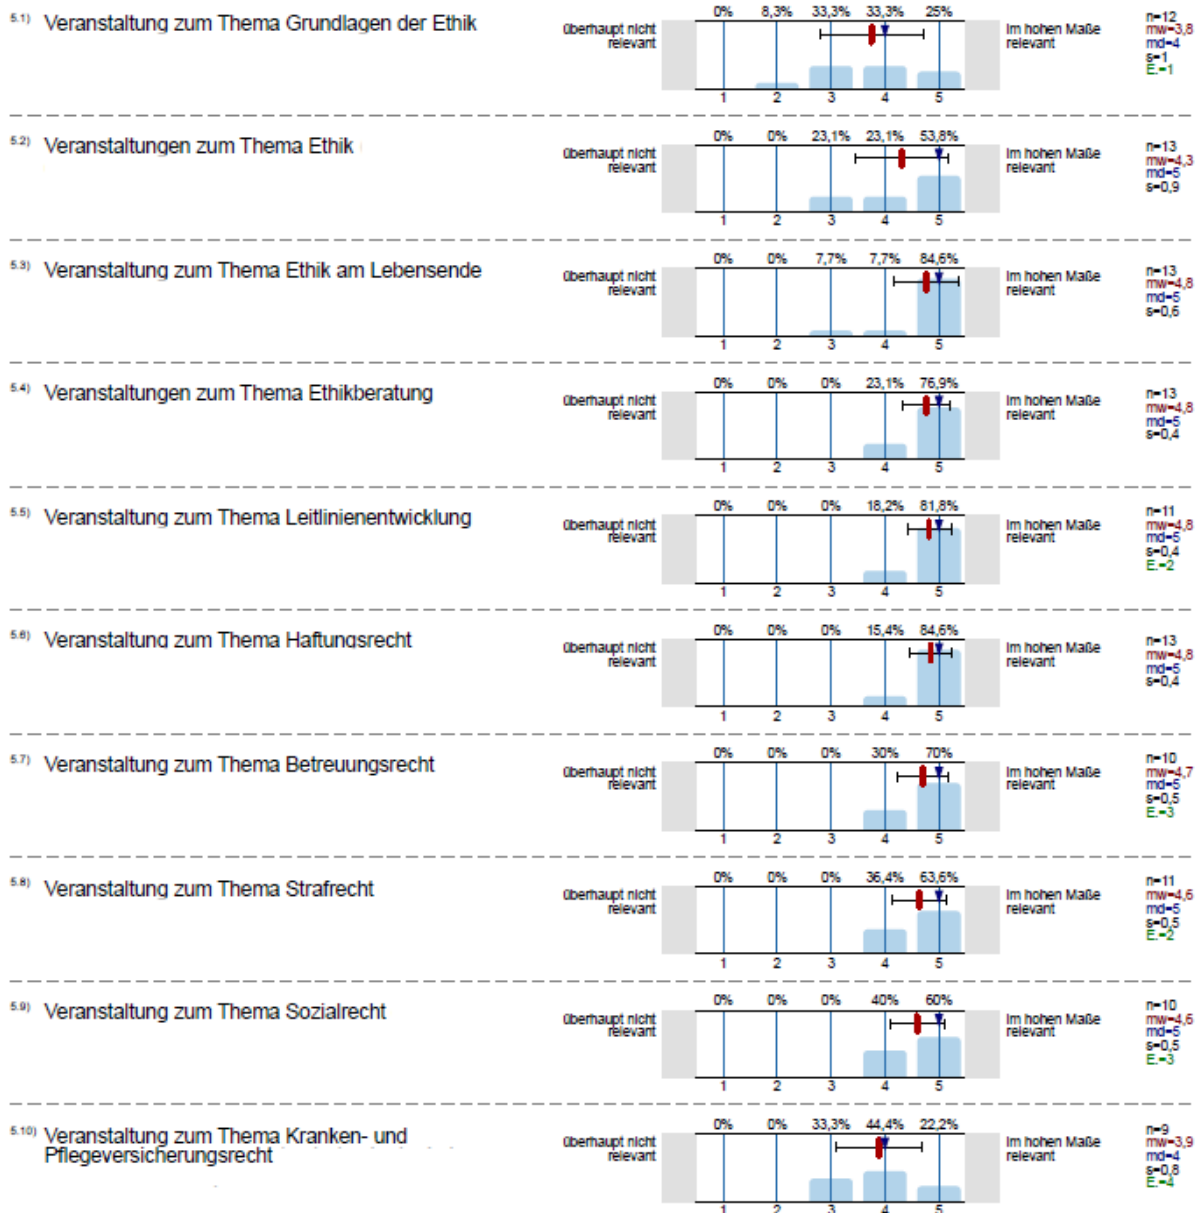 5.1) Veranstaltung zum Thema Grundlagen der Ethik
0% 8,3% 33,3% 33,3% 25%
überhaupt nicht relevant
Im hohen Maße relevant
1 2 3 4 5
n=12
mw=3,8
md=4
s=1
E.=1
5.2) Veranstaltungen zum Thema Ethik
0% 0% 23,1% 23,1% 53,8%
überhaupt nicht relevant
Im hohen Maße relevant
1 2 3 4 5
n=13
mw=4,3
md=5
s=0,9
5.3) Veranstaltung zum Thema Ethik am Lebensende
0% 0% 7,7% 7,7% 84,6%
überhaupt nicht relevant
Im hohen Maße relevant
1 2 3 4 5
n=13
mw=4,8
md=5
s=0,6
5.4) Veranstaltungen zum Thema Ethikberatung
0% 0% 0% 23,1% 76,9%
überhaupt nicht relevant
Im hohen Maße relevant
1 2 3 4 5
n=13
mw=4,8
md=5
s=0,4
5.5) Veranstaltung zum Thema Leitlinienentwicklung
0% 0% 0% 18,2% 81,8%
überhaupt nicht relevant
Im hohen Maße relevant
1 2 3 4 5
n=11
mw=4,8
md=5
s=0,4
E.=2
5.6) Veranstaltung zum Thema Haftungsrecht
0% 0% 0% 15,4% 84,6%
überhaupt nicht relevant
Im hohen Maße relevant
1 2 3 4 5
n=13
mw=4,8
md=5
s=0,4
5.7) Veranstaltung zum Thema Betreuungsrecht
0% 0% 0% 30% 70%
überhaupt nicht relevant
Im hohen Maße relevant
1 2 3 4 5
n=10
mw=4,7
md=5
s=0,5
E.=3
5.8) Veranstaltung zum Thema Strafrecht
0% 0% 0% 36,4% 63,6%
überhaupt nicht relevant
Im hohen Maße relevant
1 2 3 4 5
n=11
mw=4,6
md=5
s=0,5
E.=2
5.9) Veranstaltung zum Thema Sozialrecht
0% 0% 0% 40% 60%
überhaupt nicht relevant
Im hohen Maße relevant
1 2 3 4 5
n=10
mw=4,6
md=5
s=0,5
E.=3
5.10) Veranstaltung zum Thema Kranken- und
Pflegeversicherungsrecht
0% 0% 33,3% 44,4% 22,2%
überhaupt nicht relevant
Im hohen Maße relevant
1 2 3 4 5
n=9
mw=3,9
md=4
s=0,8
E.=4